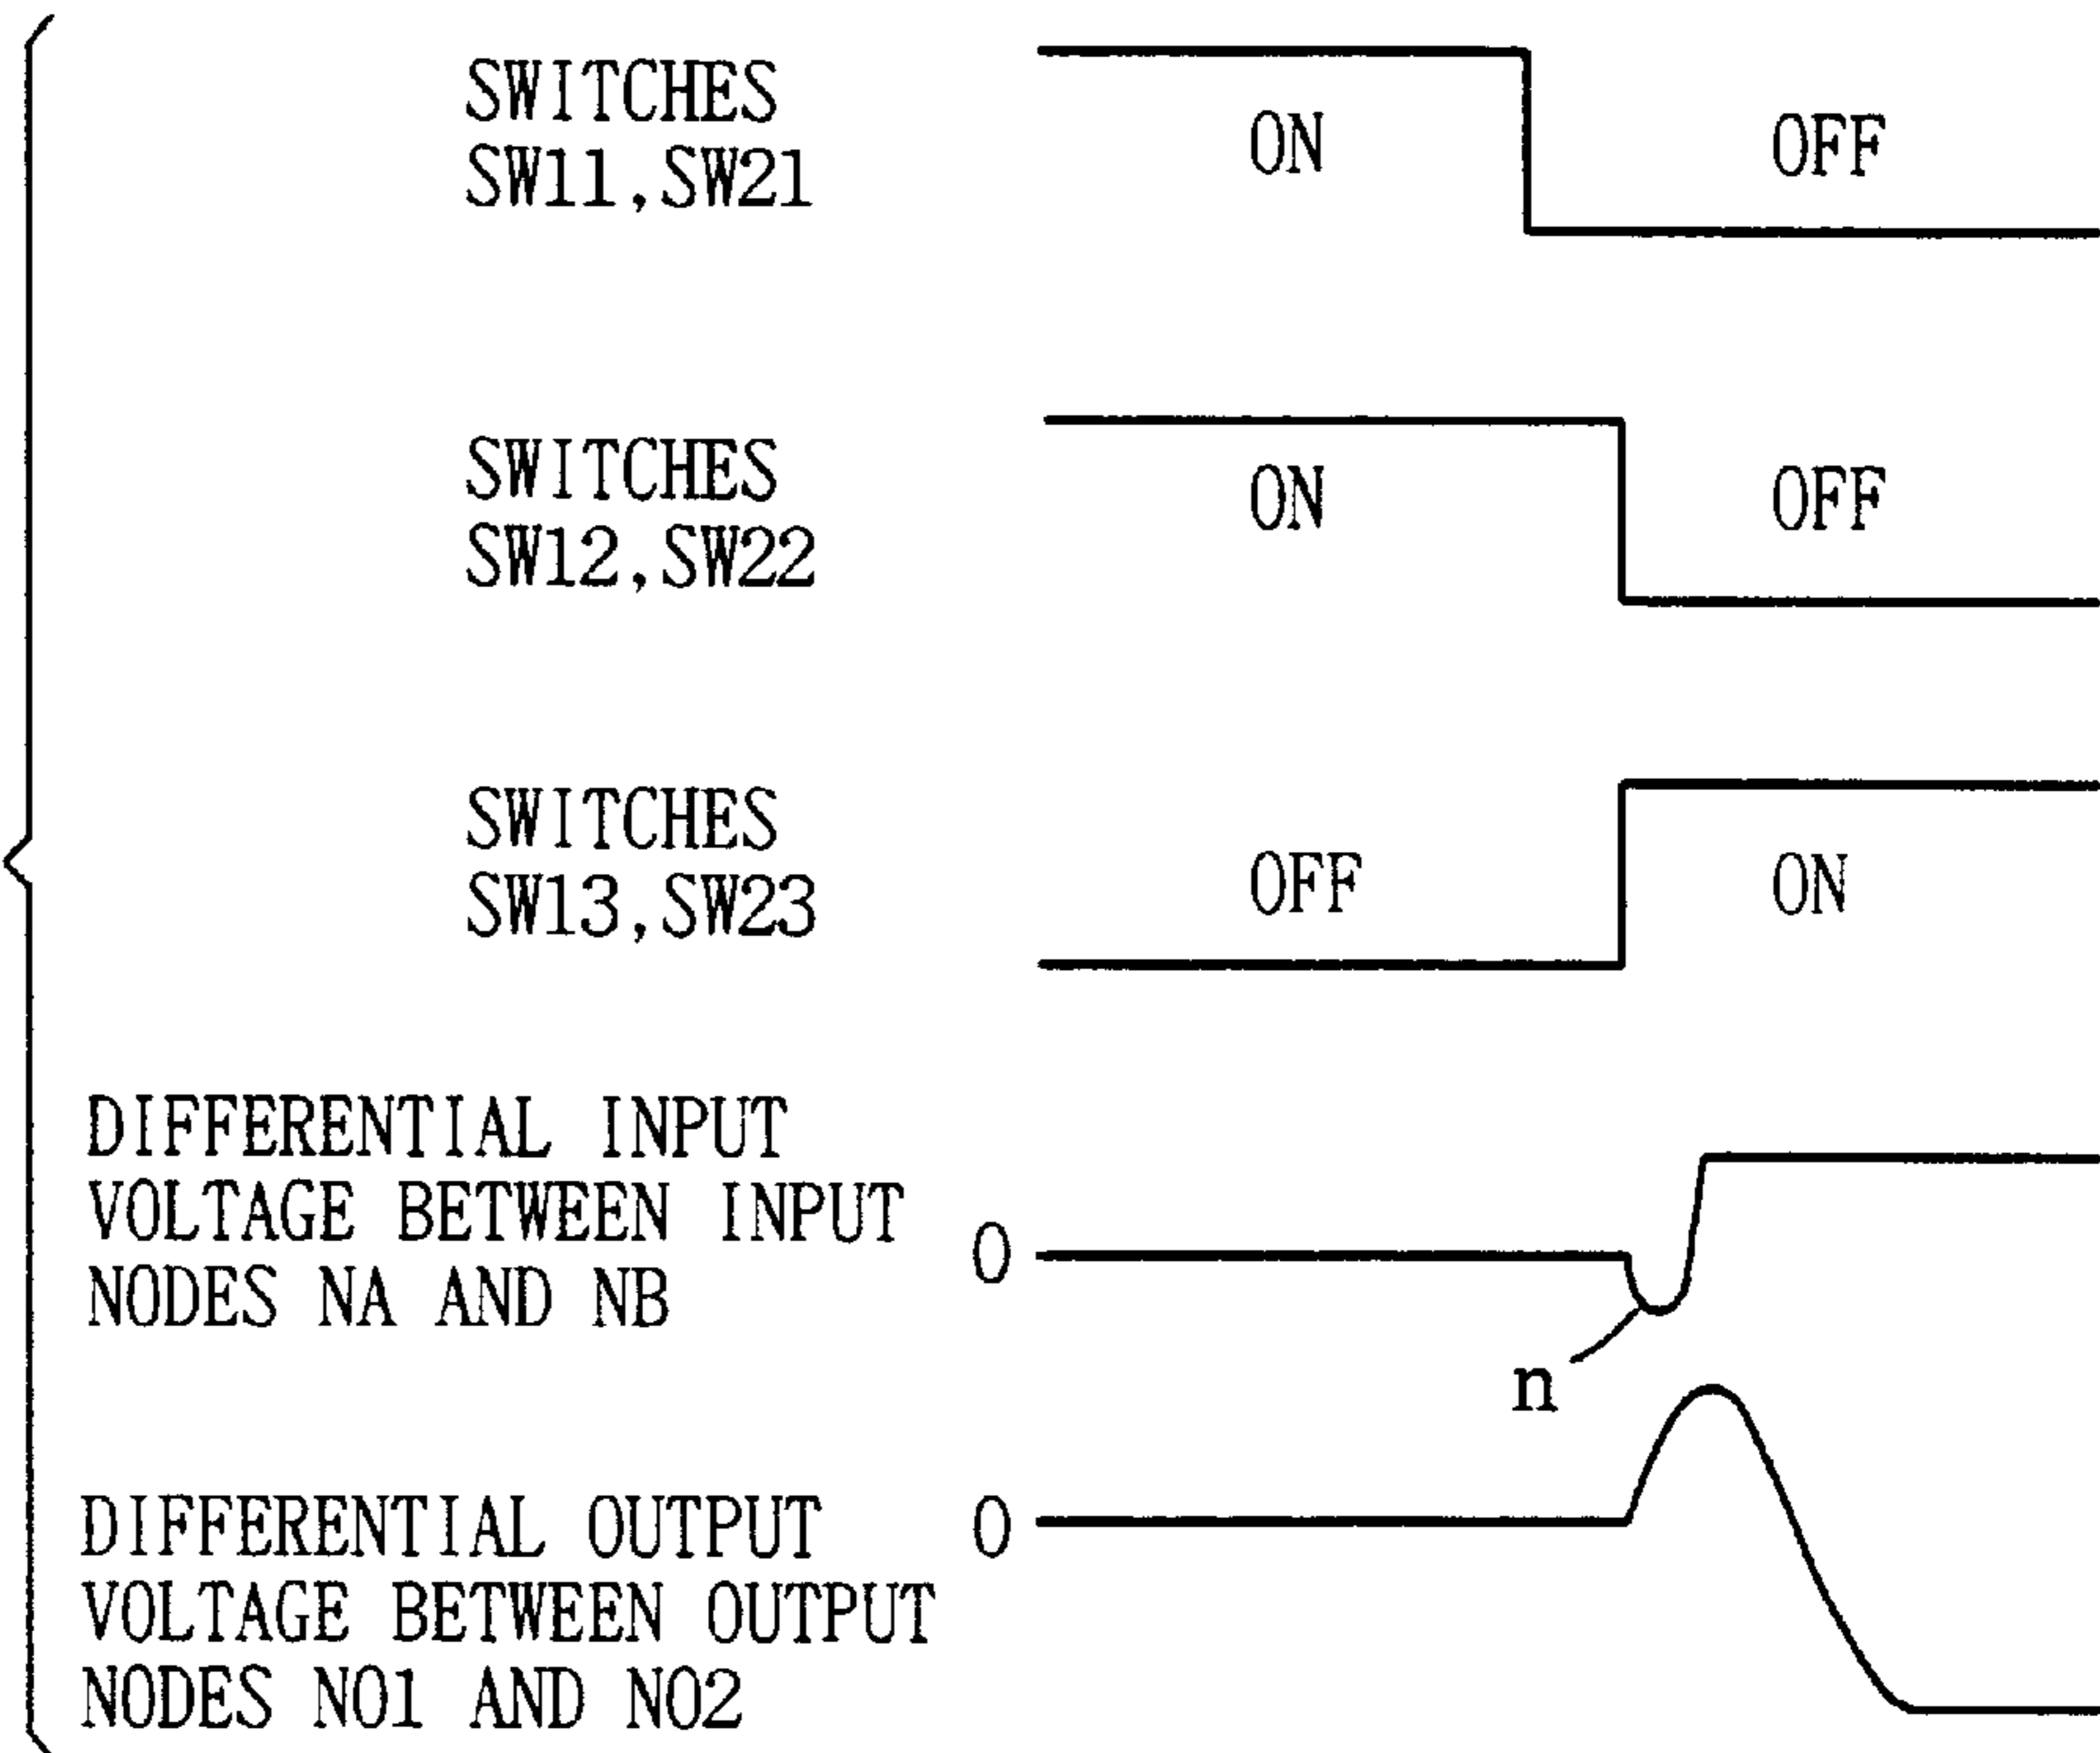 SWITCHES
SW11,SW21
ON
OFF
SWITCHES
SW12,SW22
ON
OFF
SWITCHES
SW13,SW23
OFF
ON
DIFFERENTIAL INPUT
VOLTAGE BETWEEN INPUT
NODES NA AND NB
0
n
DIFFERENTIAL OUTPUT
VOLTAGE BETWEEN OUTPUT
NODES NO1 AND NO2
0